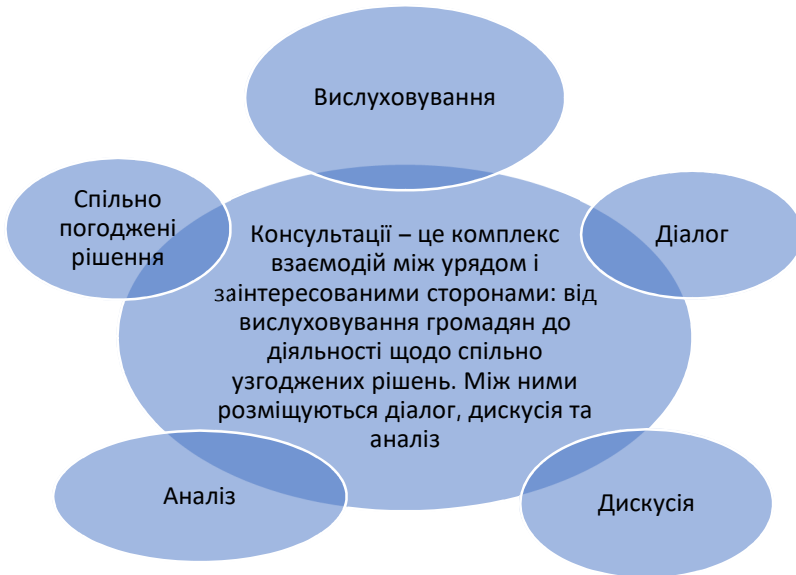 Вислуховування
Спільно
погоджені
рішення
Діалог
Консультації – це комплекс
взаємодій між урядом і
заінтересованими сторонами: від
вислуховування громадян до
діяльності щодо спільно
узгоджених рішень. Між ними
розміщуються діалог, дискусія та
аналіз
Аналіз
Дискусія